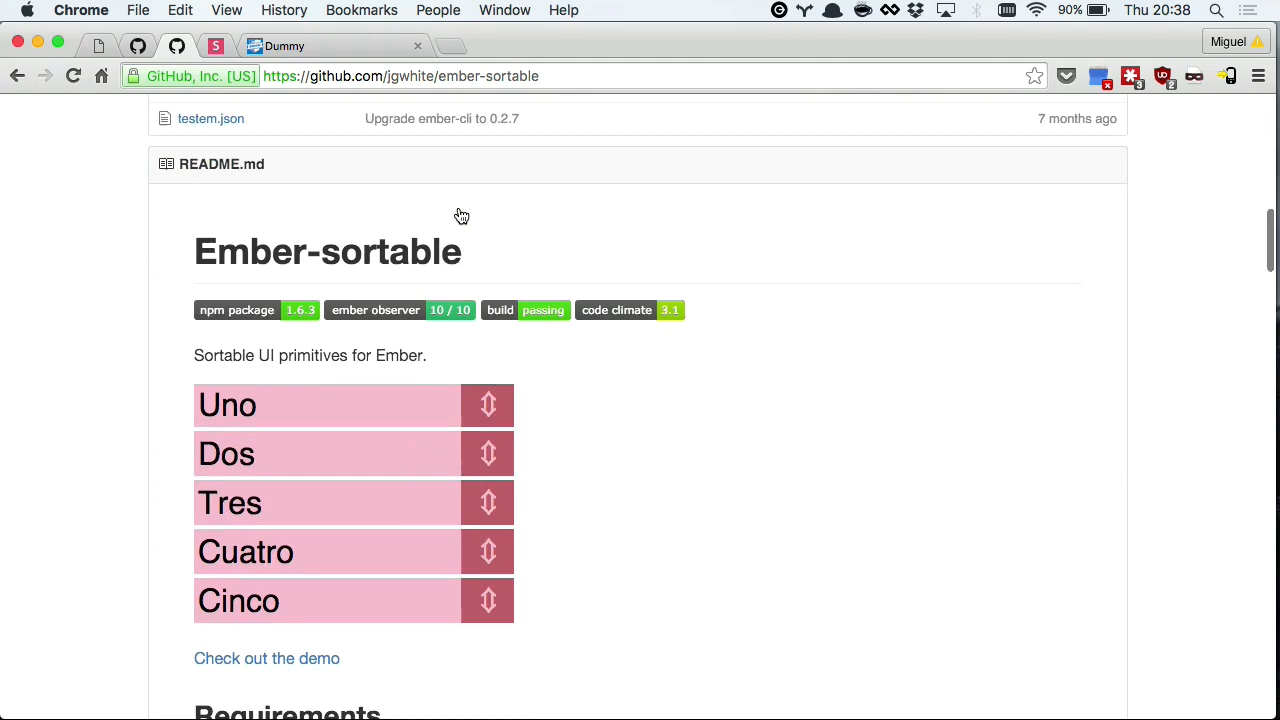 Chrome File Edit View History Bookmarks People Window Help 90% Thu 20:38
S Dummy Miguel
GitHub, Inc. [US] https://github.com/jgwhite/ember-sortable
testem.json Upgrade ember-cli to 0.2.7 7 months ago
README.md
Ember-sortable
npm package 1.6.3 ember observer 10 / 10 build passing code climate 3.1
Sortable UI primitives for Ember.
Uno
Dos
Tres
Cuatro
Cinco
Check out the demo
Requirements